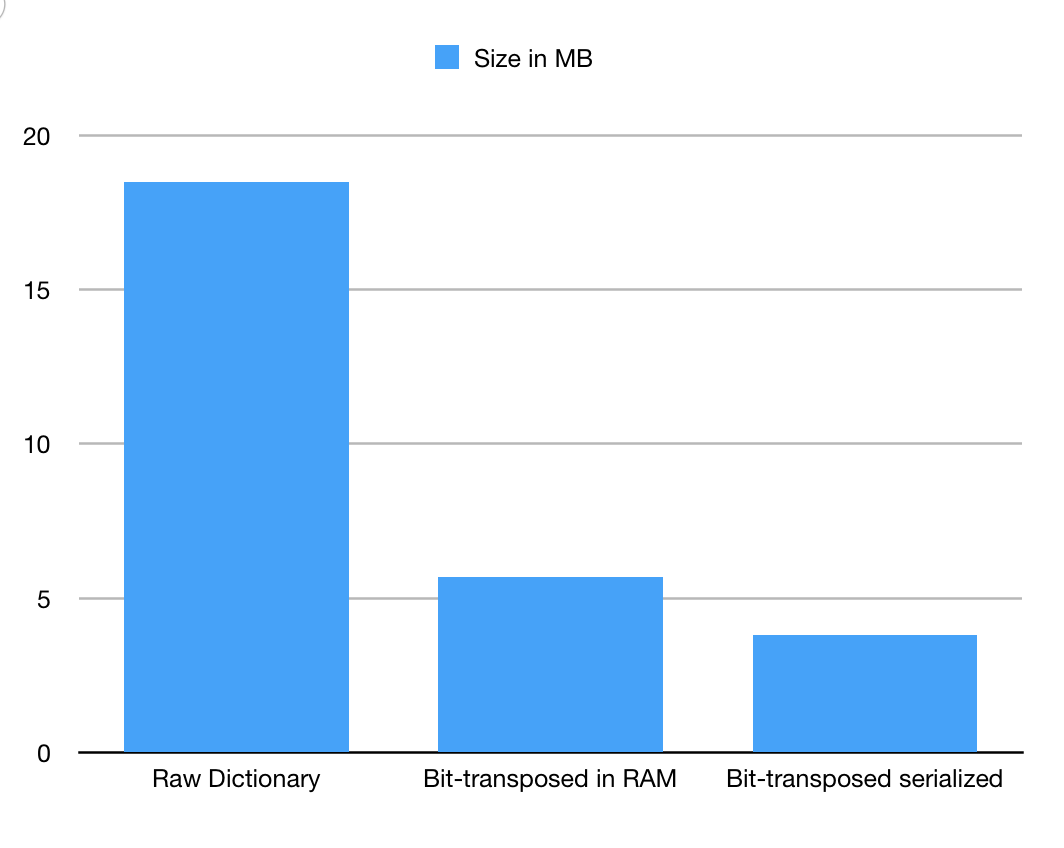 Size in MB
20
15
10
5
0
Raw Dictionary
Bit-transposed in RAM
Bit-transposed serialized